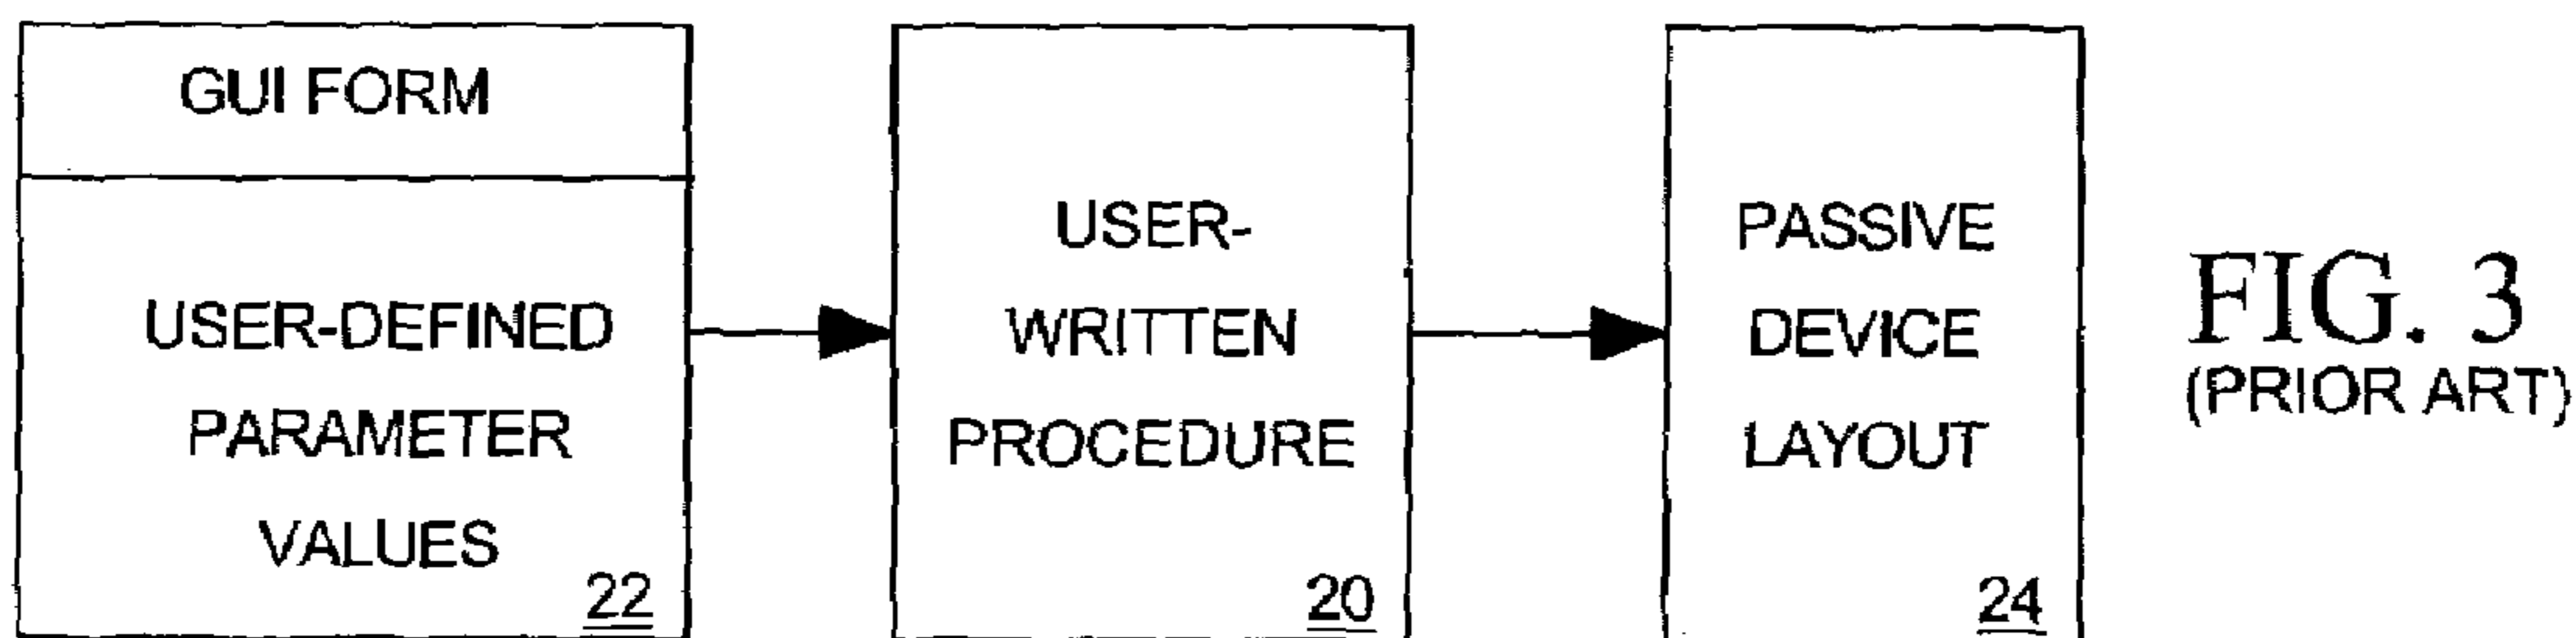 GUI FORM
USER-DEFINED
PARAMETER
VALUES
22
USER-
WRITTEN
PROCEDURE
20
PASSIVE
DEVICE
LAYOUT
24
FIG. 3
(PRIOR ART)